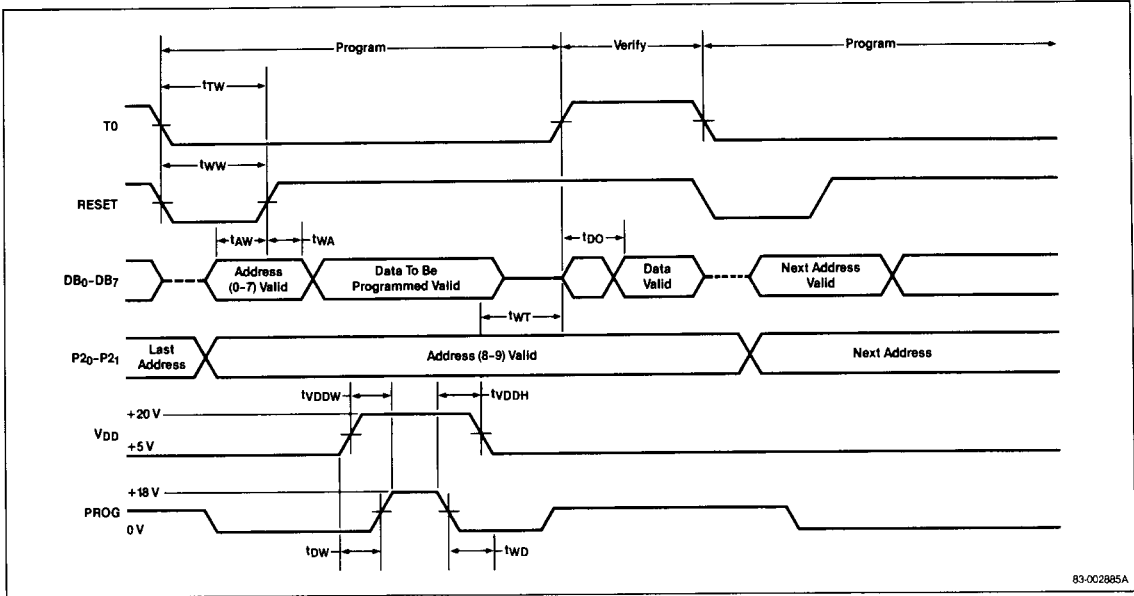 Program Verify Program
tTW
T0
tWW
RESET
tAW tWA tDO
DB0-DB7
Address (0-7) Valid
Data To Be Programmed Valid
Data Valid
Next Address Valid
tWT
P20-P21
Last Address
Address (8-9) Valid
Next Address
tVDDW tVDDH
+20 V
VDD
+5 V
+18 V
PROG
0 V
tDW tWD
83-002885A